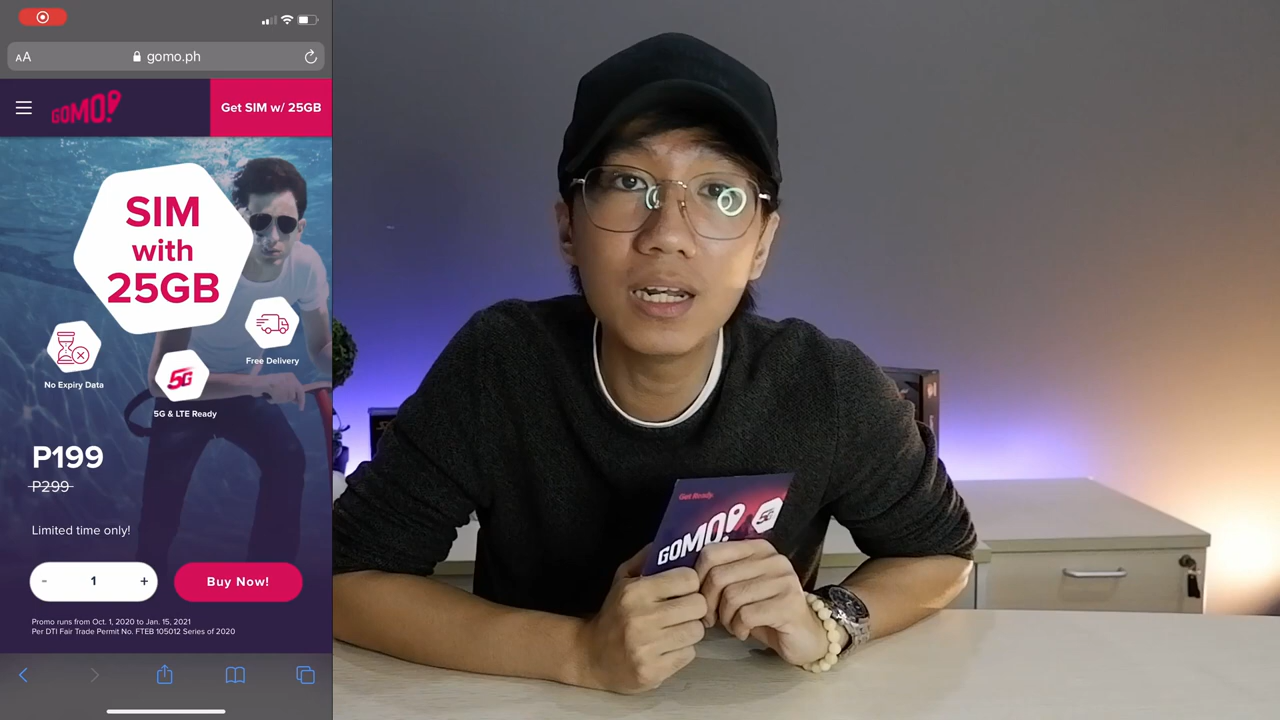 AA
gomo.ph
GOMO!
Get SIM w/ 25GB
SIM
with
25GB
No Expiry Data
5G
5G & LTE Ready
Free Delivery
P199
P299
Limited time only!
- 1 +
Buy Now!
Promo runs from Oct. 1, 2020 to Jan. 15, 2021
Per DTI Fair Trade Permit No. FTEB 105012 Series of 2020
Get Ready.
GOMO!
5G